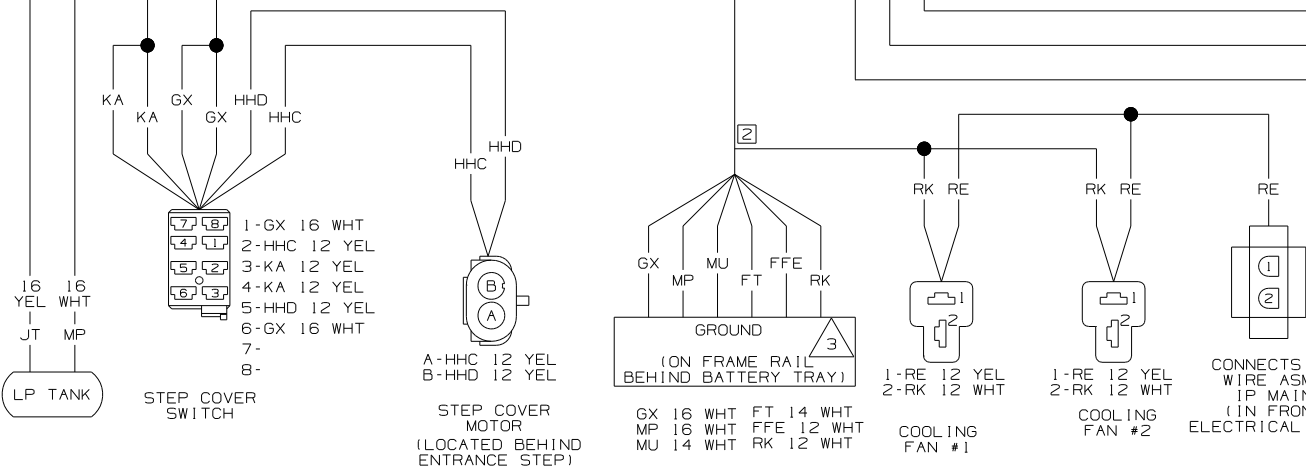 KA
KA
GX
GX
HHD
HHC
HHC
HHD
7 8
4 1
5 2
6 3
1-GX 16 WHT
2-HHC 12 YEL
3-KA 12 YEL
4-KA 12 YEL
5-HHD 12 YEL
6-GX 16 WHT
7-
8-
STEP COVER
SWITCH
16
YEL
JT
16
WHT
MP
LP TANK
B
A
A-HHC 12 YEL
B-HHD 12 YEL
STEP COVER
MOTOR
(LOCATED BEHIND
ENTRANCE STEP)
2
GX
MP
MU
FT
FFE
RK
GROUND
3
(ON FRAME RAIL
BEHIND BATTERY TRAY)
GX 16 WHT FT 14 WHT
MP 16 WHT FFE 12 WHT
MU 14 WHT RK 12 WHT
RK
RE
1
2
1-RE 12 YEL
2-RK 12 WHT
COOLING
FAN #1
RK
RE
1
2
1-RE 12 YEL
2-RK 12 WHT
COOLING
FAN #2
RE
1
2
CONNECTS
WIRE ASM
IP MAIN
(IN FRON
ELECTRICAL